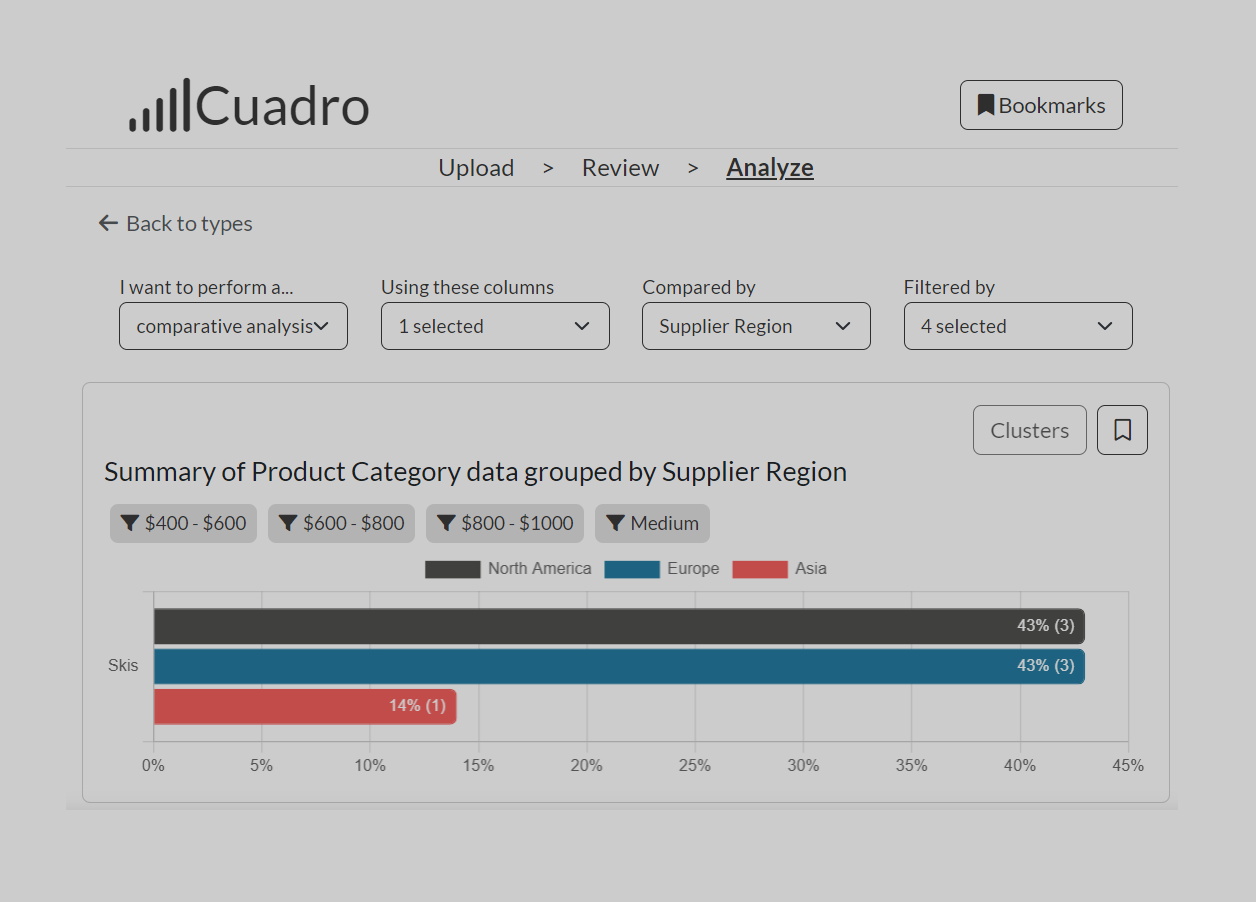 Cuadro
Bookmarks
Upload > Review > Analyze
Back to types
I want to perform a... Using these columns Compared by Filtered by
comparative analysis 1 selected Supplier Region 4 selected
Clusters
Summary of Product Category data grouped by Supplier Region
$400 - $600 $600 - $800 $800 - $1000 Medium
North America Europe Asia
43% (3)
Skis 43% (3)
14% (1)
0% 5% 10% 15% 20% 25% 30% 35% 40% 45%